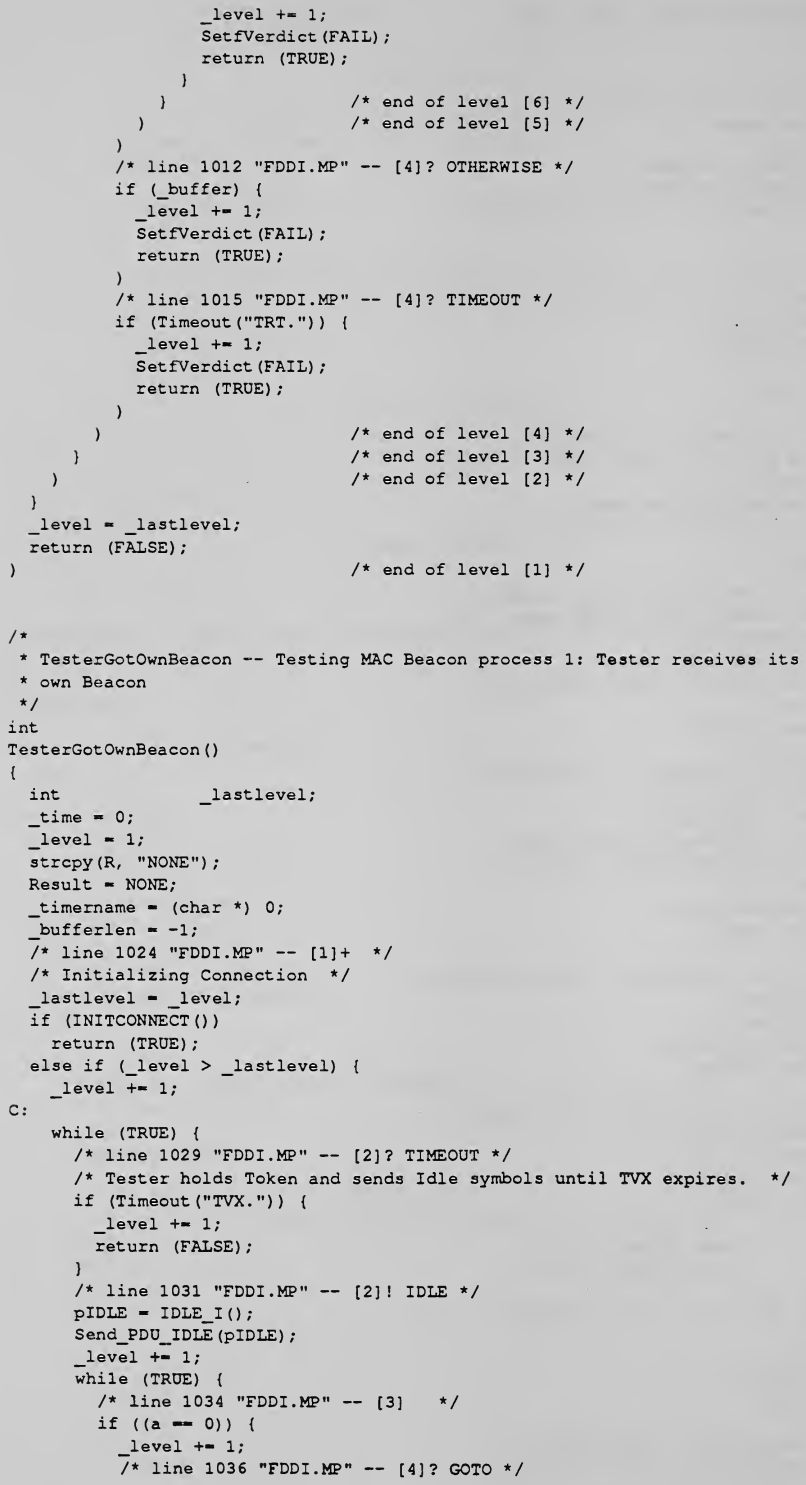 _level += 1;
SetfVerdict(FAIL);
return (TRUE);
}
} /* end of level [6] */
} /* end of level [5] */
}
/* line 1012 "FDDI.MP" -- [4]? OTHERWISE */
if (_buffer) {
_level += 1;
SetfVerdict(FAIL);
return (TRUE);
}
/* line 1015 "FDDI.MP" -- [4]? TIMEOUT */
if (Timeout("TRT.")) {
_level += 1;
SetfVerdict(FAIL);
return (TRUE);
}
} /* end of level [4] */
} /* end of level [3] */
} /* end of level [2] */
}
_level = _lastlevel;
return (FALSE);
} /* end of level [1] */
/*
* TesterGotOwnBeacon -- Testing MAC Beacon process 1: Tester receives its
* own Beacon
*/
int
TesterGotOwnBeacon()
{
int _lastlevel;
_time = 0;
_level = 1;
strcpy(R, "NONE");
Result = NONE;
_timername = (char *) 0;
_bufferlen = -1;
/* line 1024 "FDDI.MP" -- [1]+ */
/* Initializing Connection */
_lastlevel = _level;
if (INITCONNECT())
return (TRUE);
else if (_level > _lastlevel) {
_level += 1;
C:
while (TRUE) {
/* line 1029 "FDDI.MP" -- [2]? TIMEOUT */
/* Tester holds Token and sends Idle symbols until TVX expires. */
if (Timeout("TVX.")) {
_level += 1;
return (FALSE);
}
/* line 1031 "FDDI.MP" -- [2]! IDLE */
pIDLE = IDLE_I();
Send_PDU_IDLE(pIDLE);
_level += 1;
while (TRUE) {
/* line 1034 "FDDI.MP" -- [3] */
if ((a == 0)) {
_level += 1;
/* line 1036 "FDDI.MP" -- [4]? GOTO */